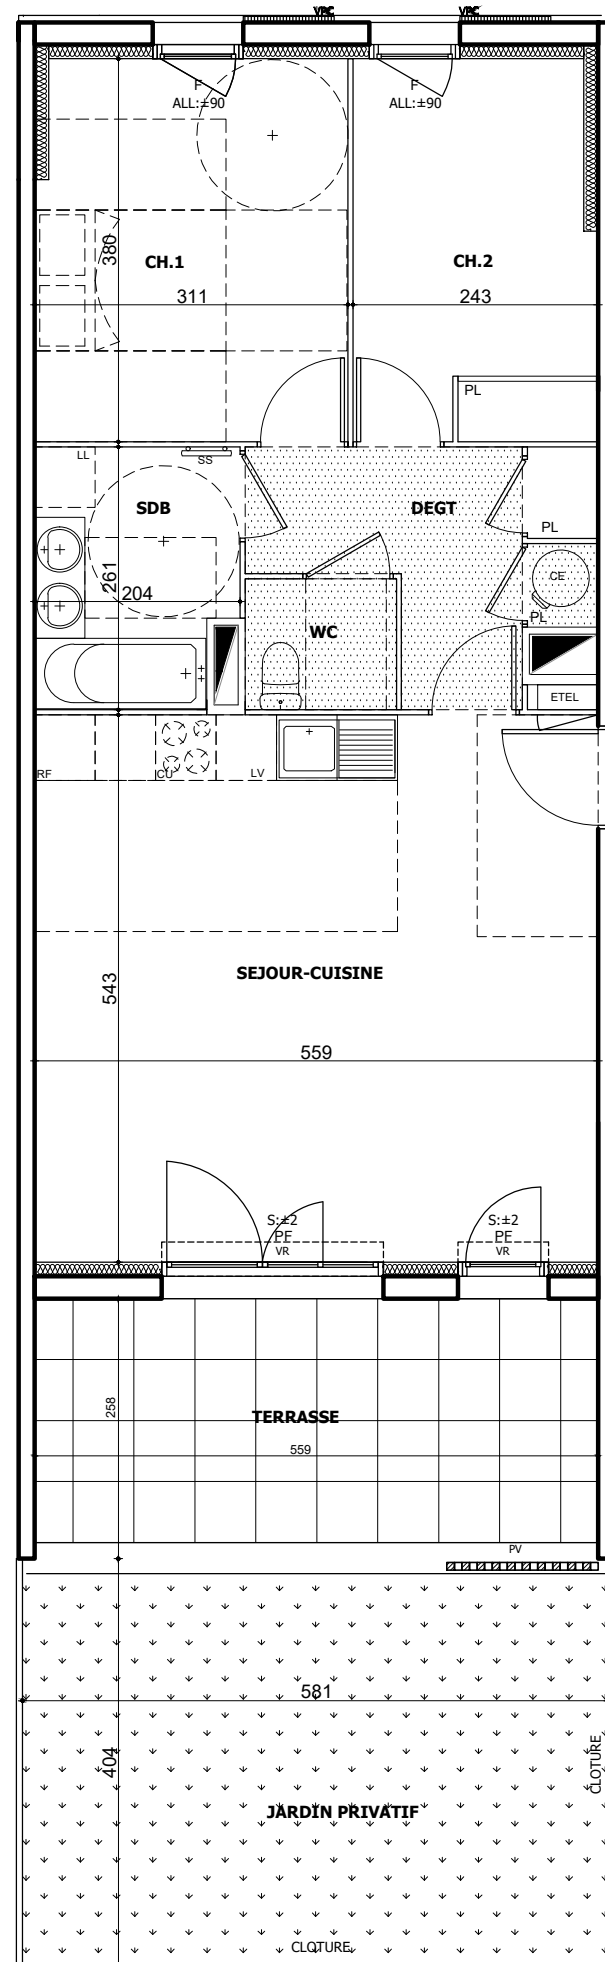 VRC
VRC
F
ALL:±90
F
ALL:±90
CH.1
380
311
CH.2
243
PL
LL
SS
SDB
DEGT
PL
261
204
CE
PL
WC
ETEL
RF
CU
LV
SEJOUR-CUISINE
543
559
S:±2
PF
VR
S:±2
PF
VR
258
TERRASSE
559
PV
581
404
CLOTURE
JARDIN PRIVATIF
CLOTURE